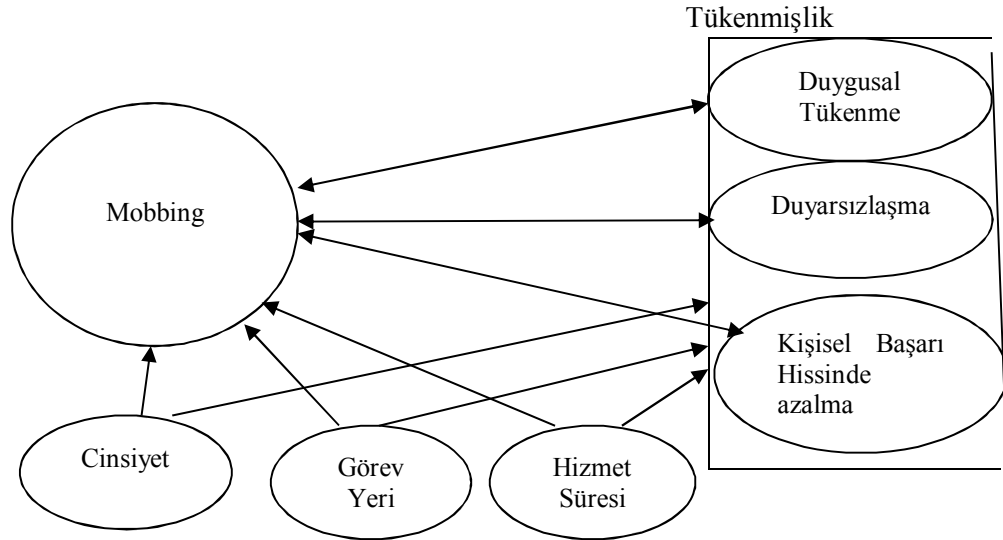 Tükenmişlik
Duygusal
Tükenme
Mobbing
Duyarsızlaşma
Kişisel Başarı
Hissinde
azalma
Cinsiyet
Görev
Yeri
Hizmet
Süresi